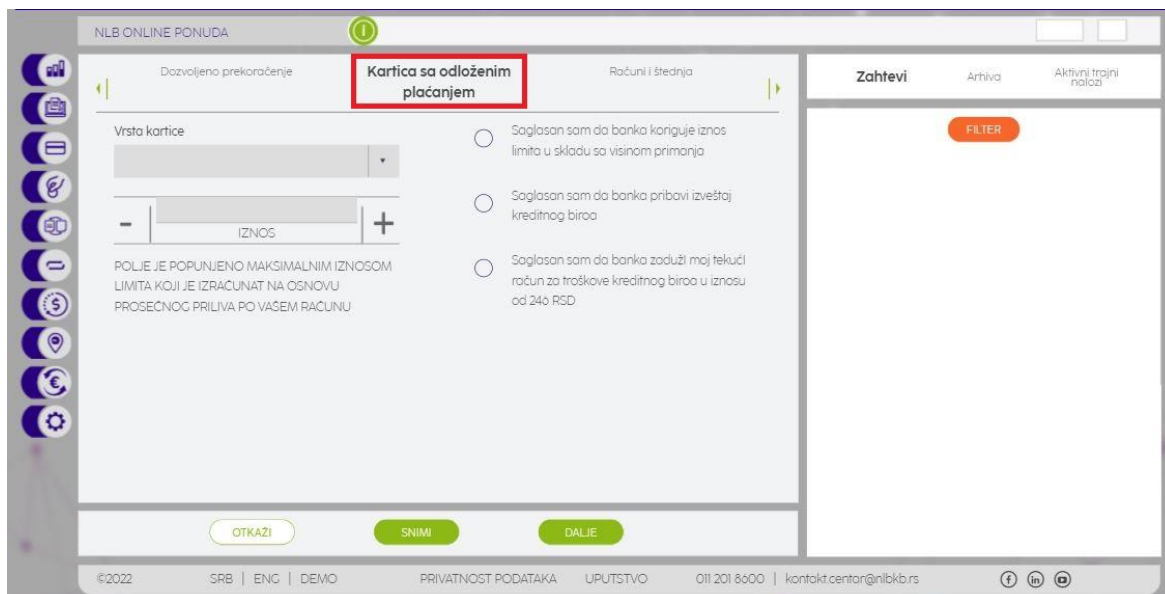 NLB ONLINE PONUDA
Dozvoljeno prekoračenje
Kartica sa odloženim
plaćanjem
Računi i štednja
Zahtevi
Arhiva
Aktivni trajni
nalozi
Vrsta kartice
Saglasan sam da banka koriguje iznos
limita u skladu sa visinom primanja
FILTER
Saglasan sam da banka pribavi izveštaj
kreditnog biroa
- +
IZNOS
Saglasan sam da banka zaduži moj tekući
račun za troškove kreditnog biroa u iznosu
od 246 RSD
POLJE JE POPUNJENO MAKSIMALNIM IZNOSOM
LIMITA KOJI JE IZRAČUNAT NA OSNOVU
PROSEČNOG PRILIVA PO VAŠEM RAČUNU
OTKAŽI SNIMI DALJE
©2022 SRB | ENG | DEMO PRIVATNOST PODATAKA UPUTSTVO 011 201 8600 | kontakt.centar@nlbkb.rs